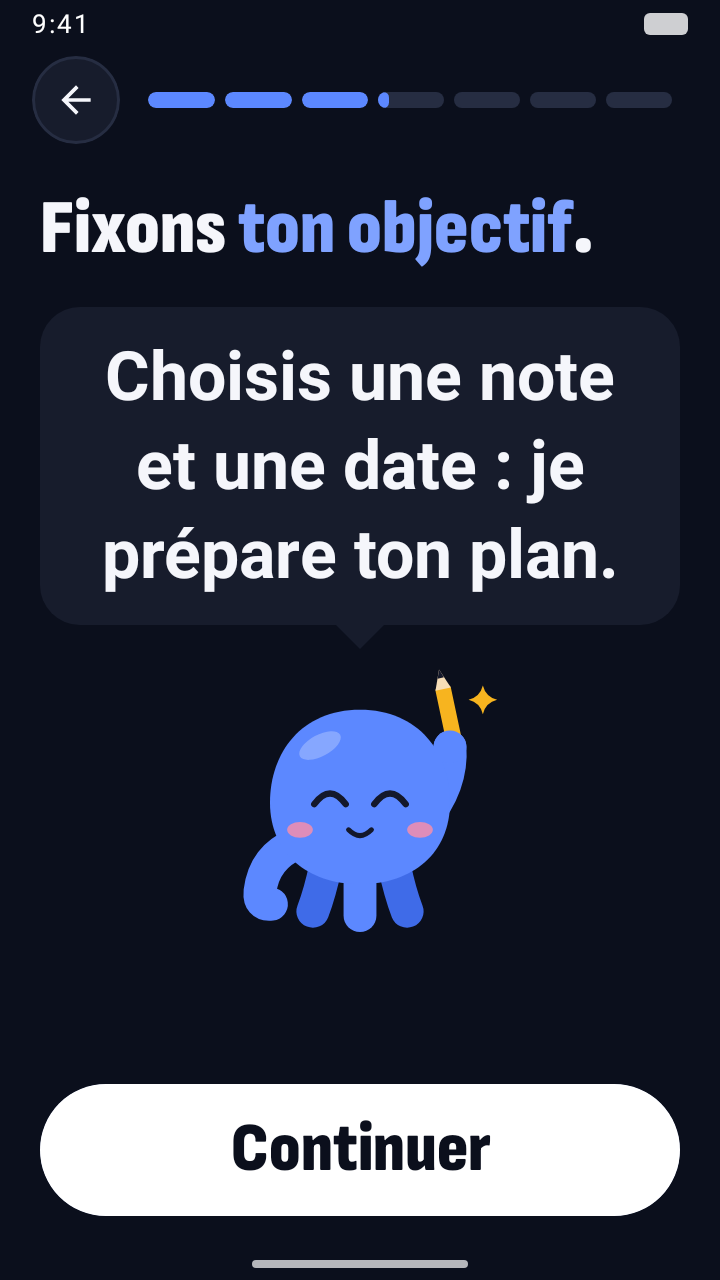 9:41
Fixons ton objectif.
Choisis une note
et une date : je
prépare ton plan.
Continuer